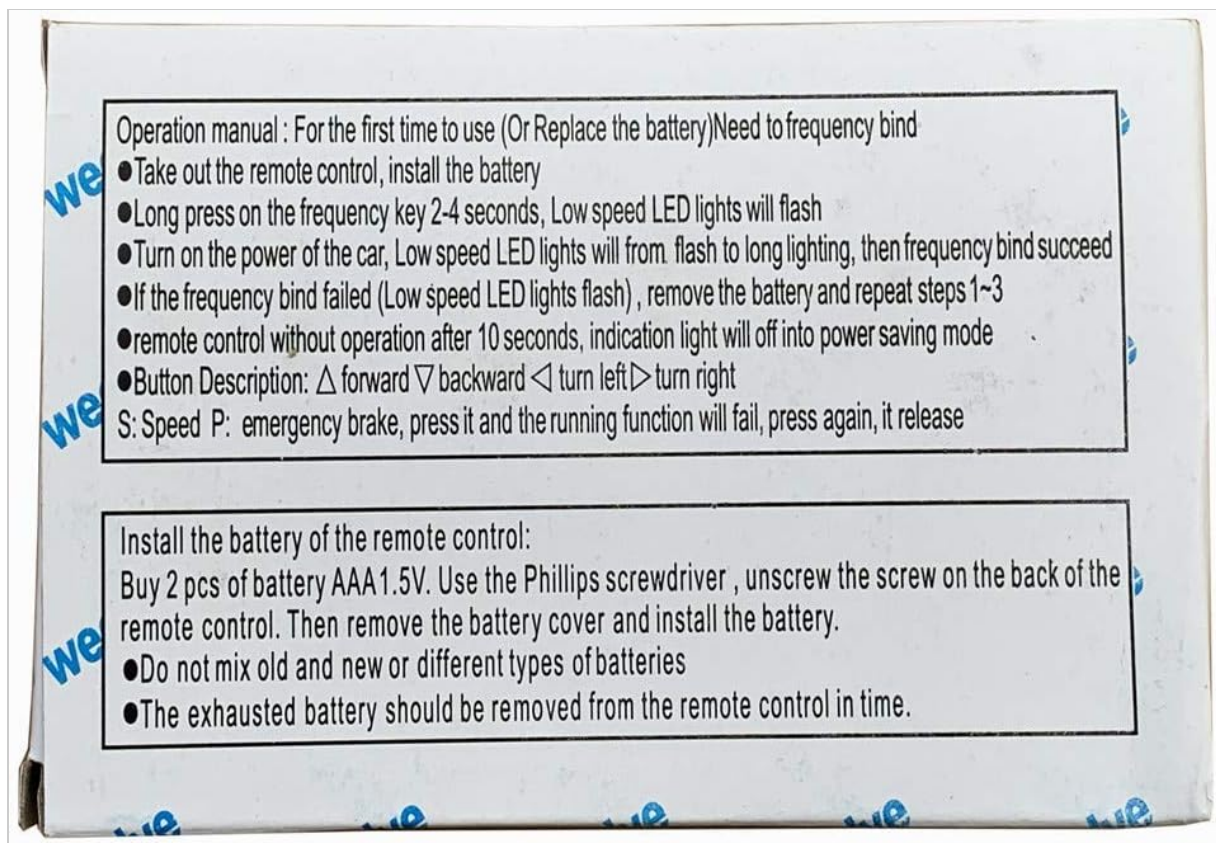 Operation manual : For the first time to use (Or Replace the battery)Need to frequency bind
●Take out the remote control, install the battery
●Long press on the frequency key 2-4 seconds, Low speed LED lights will flash
●Turn on the power of the car, Low speed LED lights will from flash to long lighting, then frequency bind succeed
●If the frequency bind failed (Low speed LED lights flash) , remove the battery and repeat steps 1~3
●remote control without operation after 10 seconds, indication light will off into power saving mode
●Button Description: △ forward ▽ backward ◁ turn left ▷ turn right
S: Speed P: emergency brake, press it and the running function will fail, press again, it release
Install the battery of the remote control:
Buy 2 pcs of battery AAA1.5V. Use the Phillips screwdriver , unscrew the screw on the back of the
remote control. Then remove the battery cover and install the battery.
●Do not mix old and new or different types of batteries
●The exhausted battery should be removed from the remote control in time.